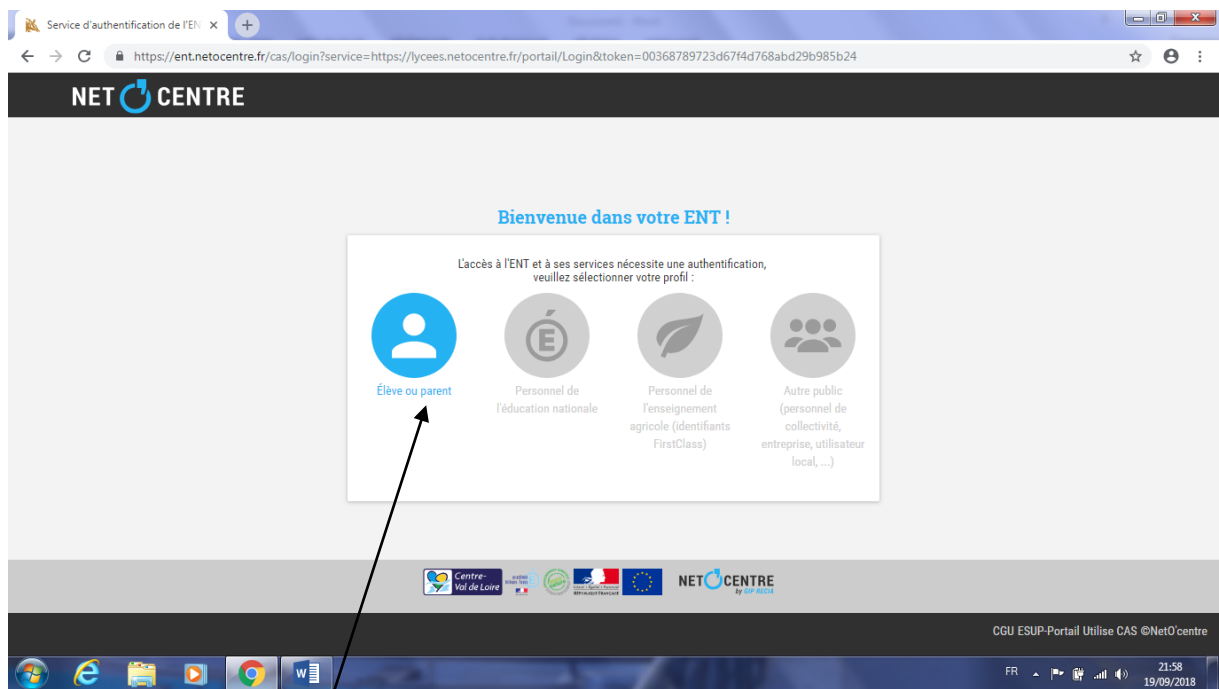 Service d'authentification de l'EN
https://ent.netocentre.fr/cas/login?service=https://lycees.netocentre.fr/portail/Login&token=00368789723d67f4d768abd29b985b24
NET CENTRE
Bienvenue dans votre ENT !
L'accès à l'ENT et à ses services nécessite une authentification,
veuillez sélectionner votre profil :
Élève ou parent
Personnel de
l'éducation nationale
Personnel de
l'enseignement
agricole (identifiants
FirstClass)
Autre public
(personnel de
collectivité,
entreprise, utilisateur
local, ...)
Centre-
Val de Loire
NET CENTRE
by GIP RECIA
CGU ESUP-Portail Utilise CAS ©NetO'centre
FR
21:58
19/09/2018